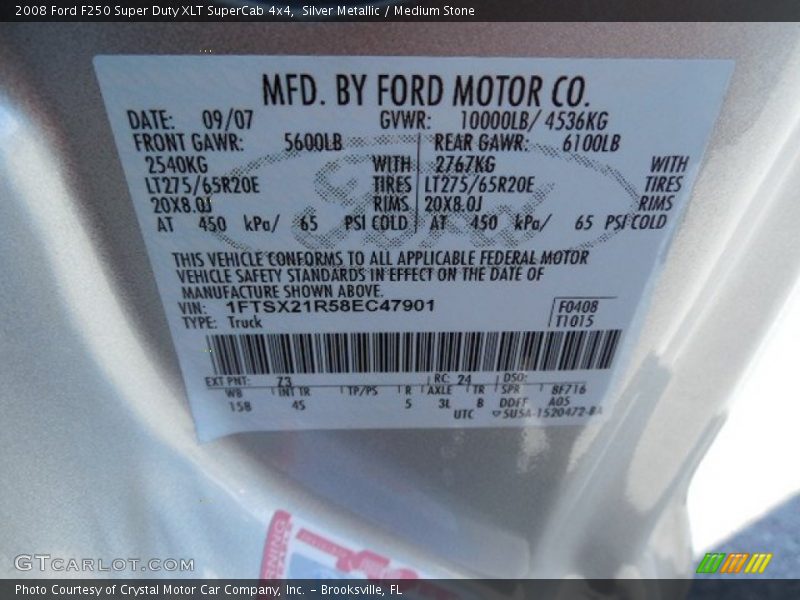 2008 Ford F250 Super Duty XLT SuperCab 4x4,  Silver Metallic / Medium Stone
MFD. BY FORD MOTOR CO.
DATE: 09/07 GVWR: 10000LB/ 4536KG
FRONT GAWR: 5600LB REAR GAWR: 6100LB
2540KG WITH 2767KG WITH
LT275/65R20E TIRES LT275/65R20E TIRES
20X8.0J RIMS 20X8.0J RIMS
AT 450 kPa/ 65 PSI COLD AT 450 kPa/ 65 PSI COLD
THIS VEHICLE CONFORMS TO ALL APPLICABLE FEDERAL MOTOR
VEHICLE SAFETY STANDARDS IN EFFECT ON THE DATE OF
MANUFACTURE SHOWN ABOVE.
VIN: 1FTSX21R58EC47901 F0408
TYPE: Truck T1015
EXT PNT: Z3 RC: 24 DSO:
WB INT TR TP/PS R AXLE TR SPR 8F716
158 4S 5 3L B DDFF A05
UTC 5U5A-1520472-BA
WARNING
GTCarlot.com
Photo Courtesy of Crystal Motor Car Company, Inc. – Brooksville, FL